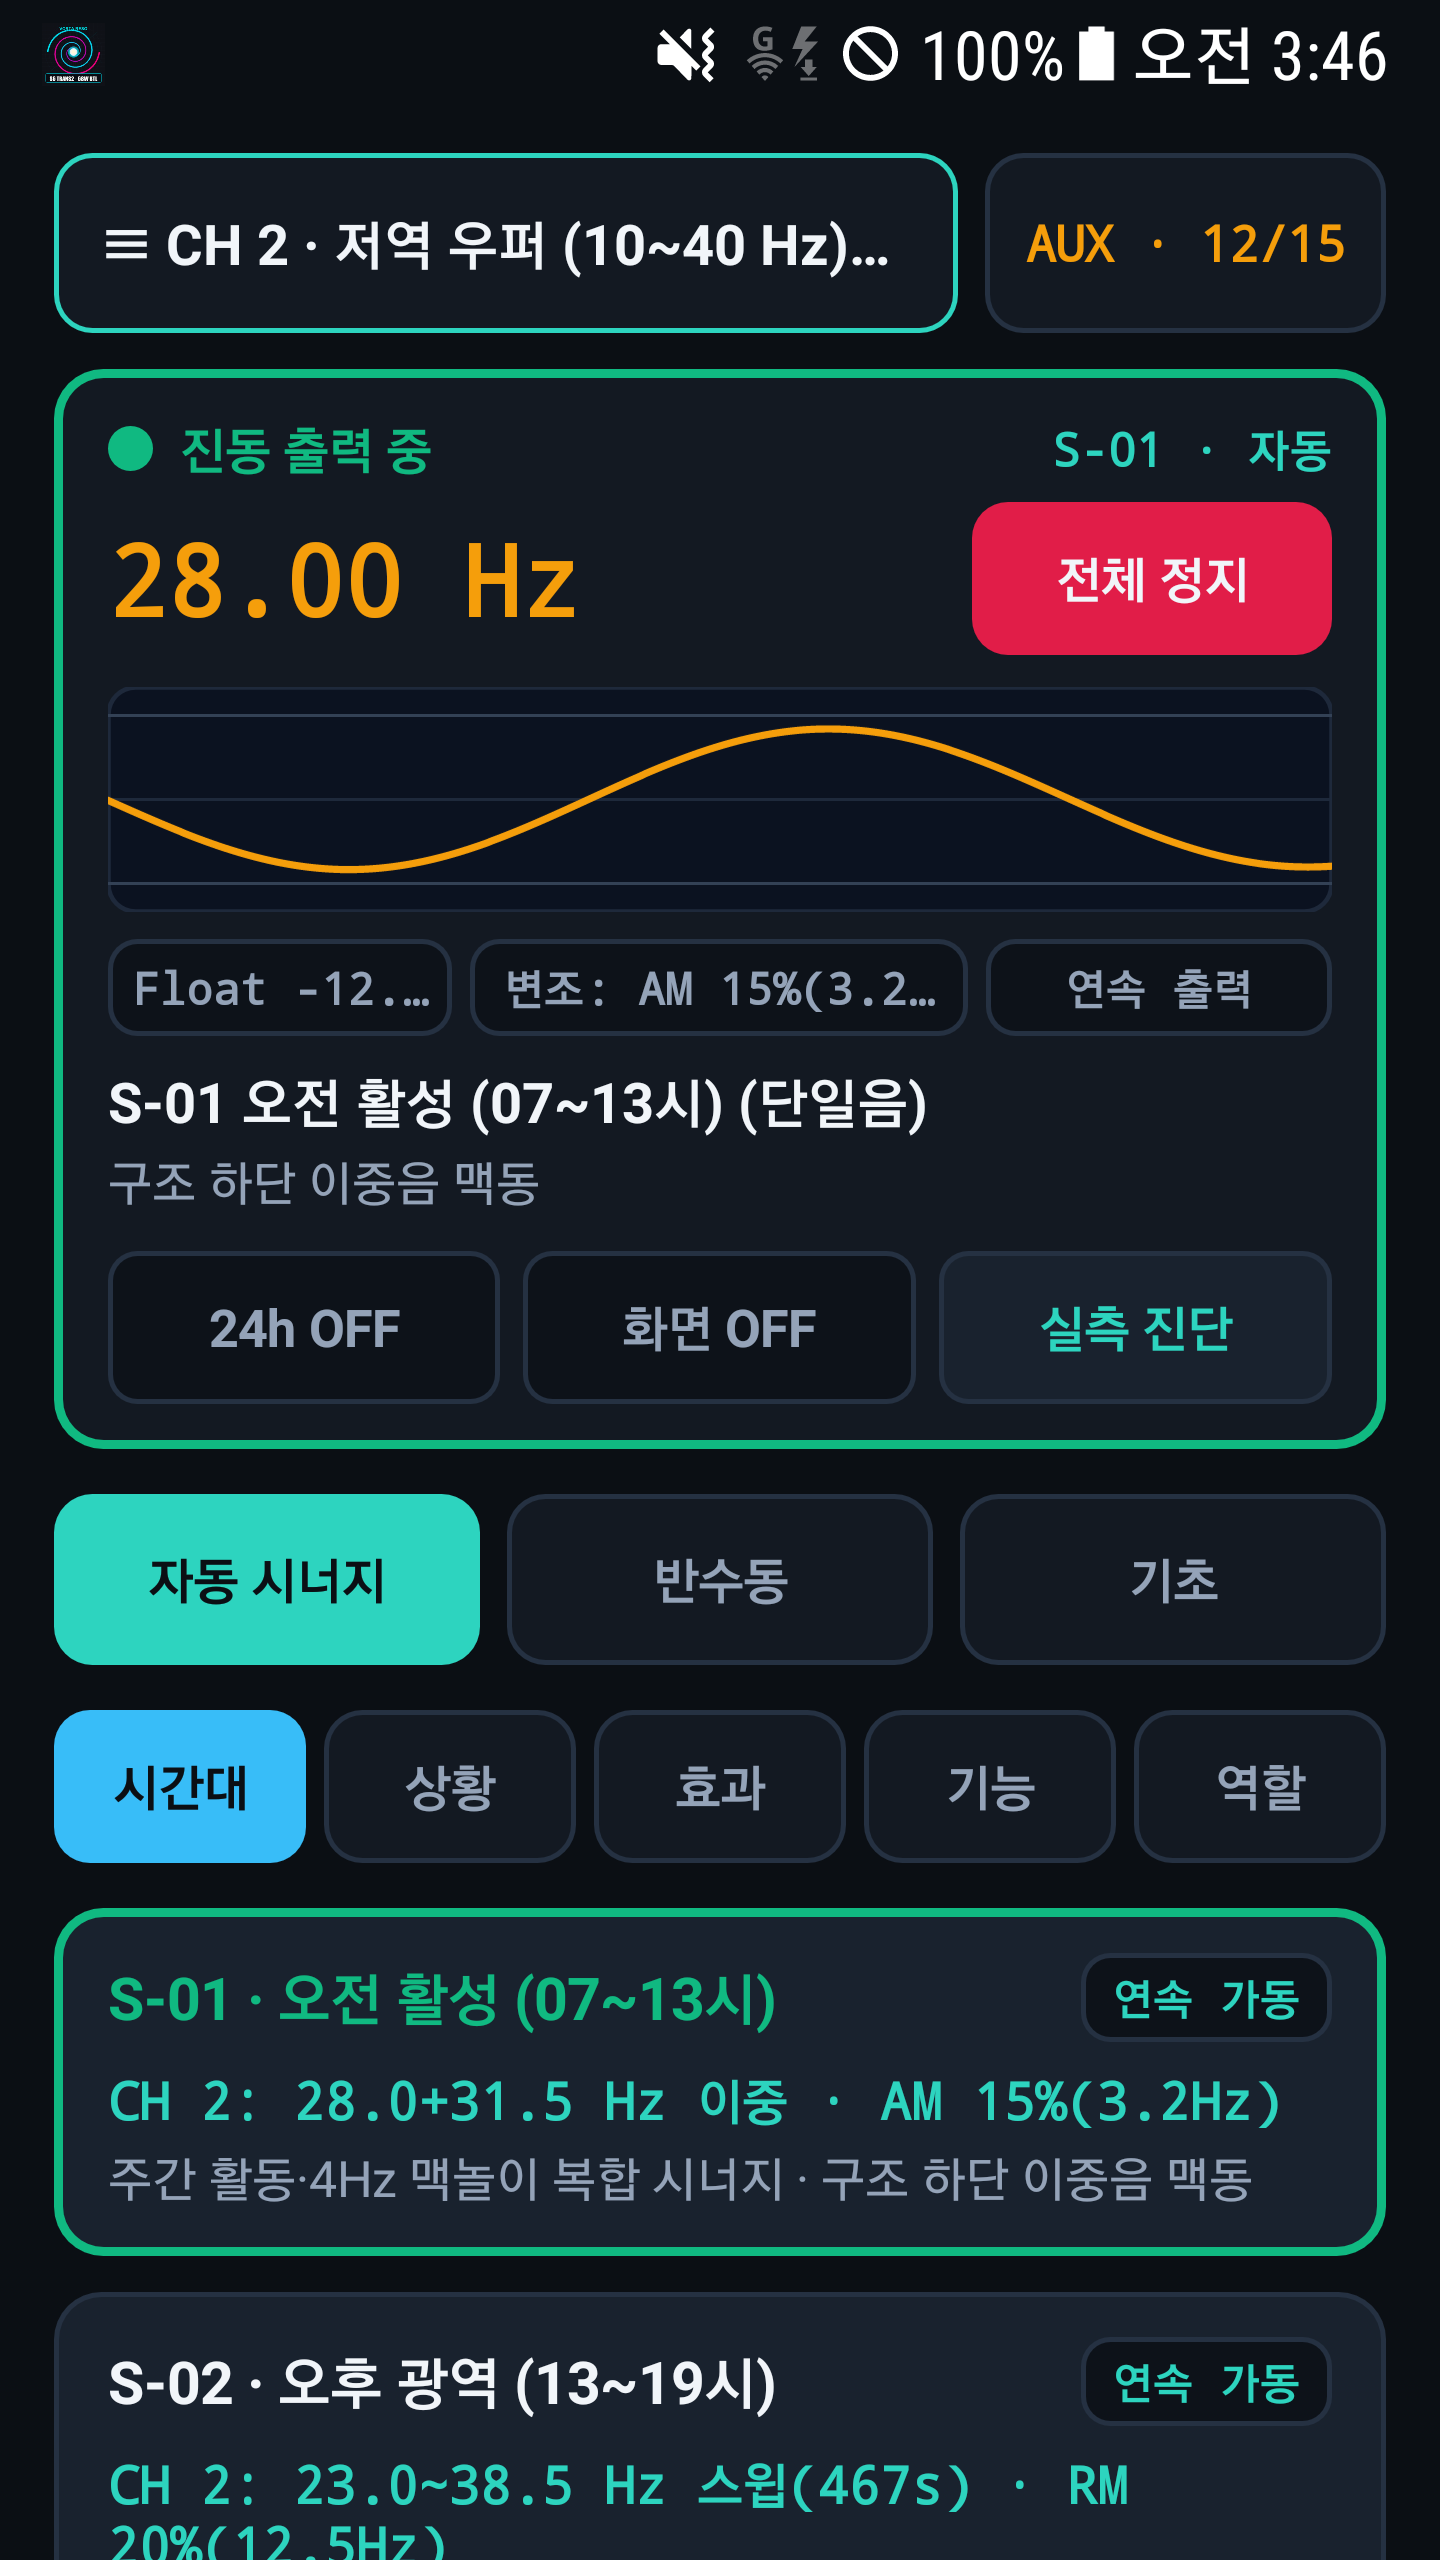 100% 오전 3:46
☰ CH 2 · 저역 우퍼 (10~40 Hz)…
AUX · 12/15
진동 출력 중
S-01 · 자동
28.00 Hz
전체 정지
Float -12.…
변조: AM 15%(3.2…
연속 출력
S-01 오전 활성 (07~13시) (단일음)
구조 하단 이중음 맥동
24h OFF
화면 OFF
실측 진단
자동 시너지
반수동
기초
시간대
상황
효과
기능
역할
S-01 · 오전 활성 (07~13시)
연속 가동
CH 2: 28.0+31.5 Hz 이중 · AM 15%(3.2Hz)
주간 활동·4Hz 맥놀이 복합 시너지 · 구조 하단 이중음 맥동
S-02 · 오후 광역 (13~19시)
연속 가동
CH 2: 23.0~38.5 Hz 스윕(467s) · RM
20%(12.5Hz)